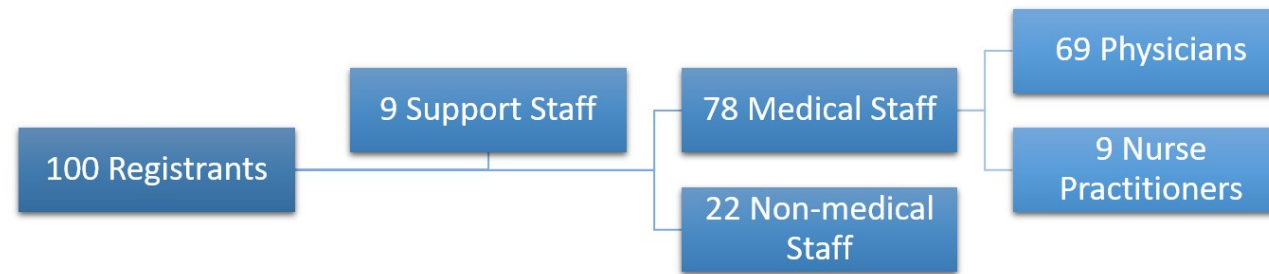 100 Registrants
9 Support Staff
78 Medical Staff
22 Non-medical
Staff
69 Physicians
9 Nurse
Practitioners